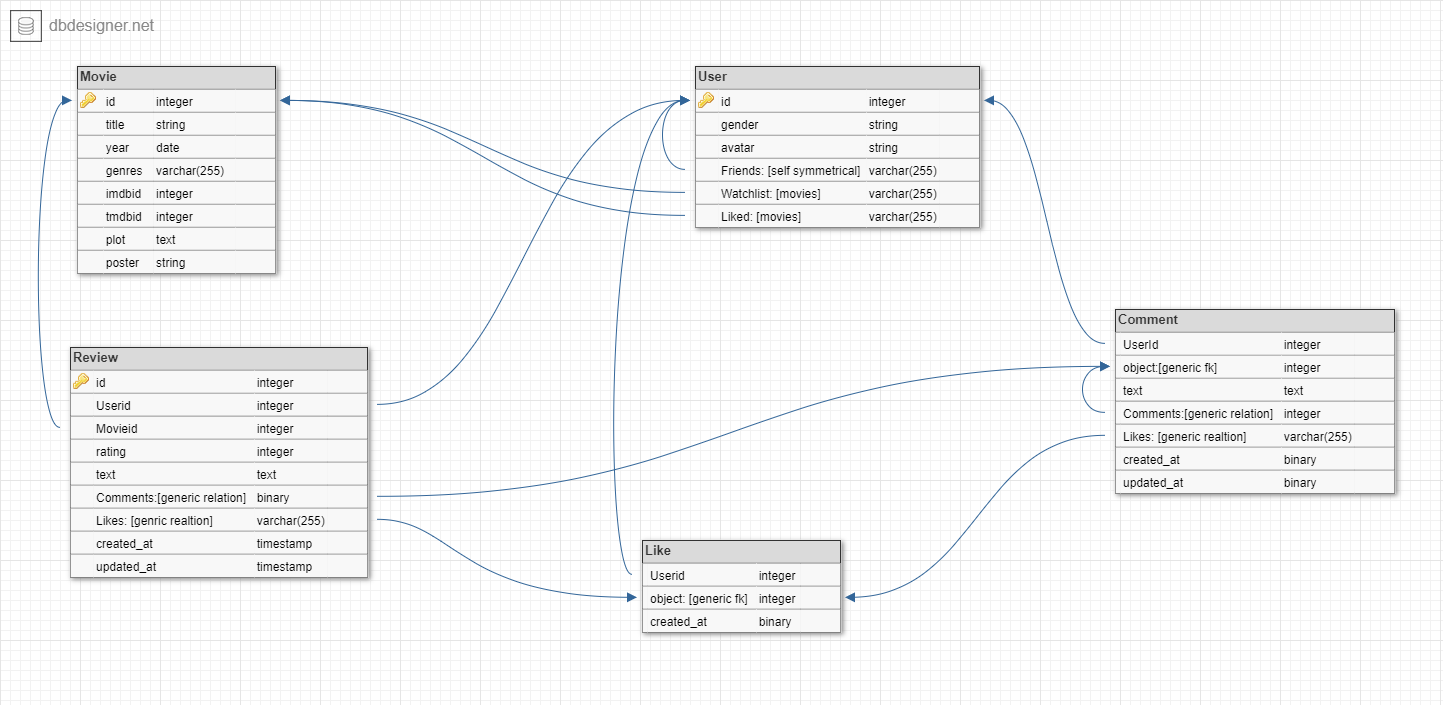 dbdesigner.net
Movie
id integer
title string
year date
genres varchar(255)
imdbid integer
tmdbid integer
plot text
poster string
User
id integer
gender string
avatar string
Friends: [self symmetrical] varchar(255)
Watchlist: [movies] varchar(255)
Liked: [movies] varchar(255)
Comment
UserId integer
object:[generic fk] integer
text text
Comments:[generic relation] integer
Likes: [generic realtion] varchar(255)
created_at binary
updated_at binary
Review
id integer
Userid integer
Movieid integer
rating integer
text text
Comments:[generic relation] binary
Likes: [genric realtion] varchar(255)
created_at timestamp
updated_at timestamp
Like
Userid integer
object: [generic fk] integer
created_at binary